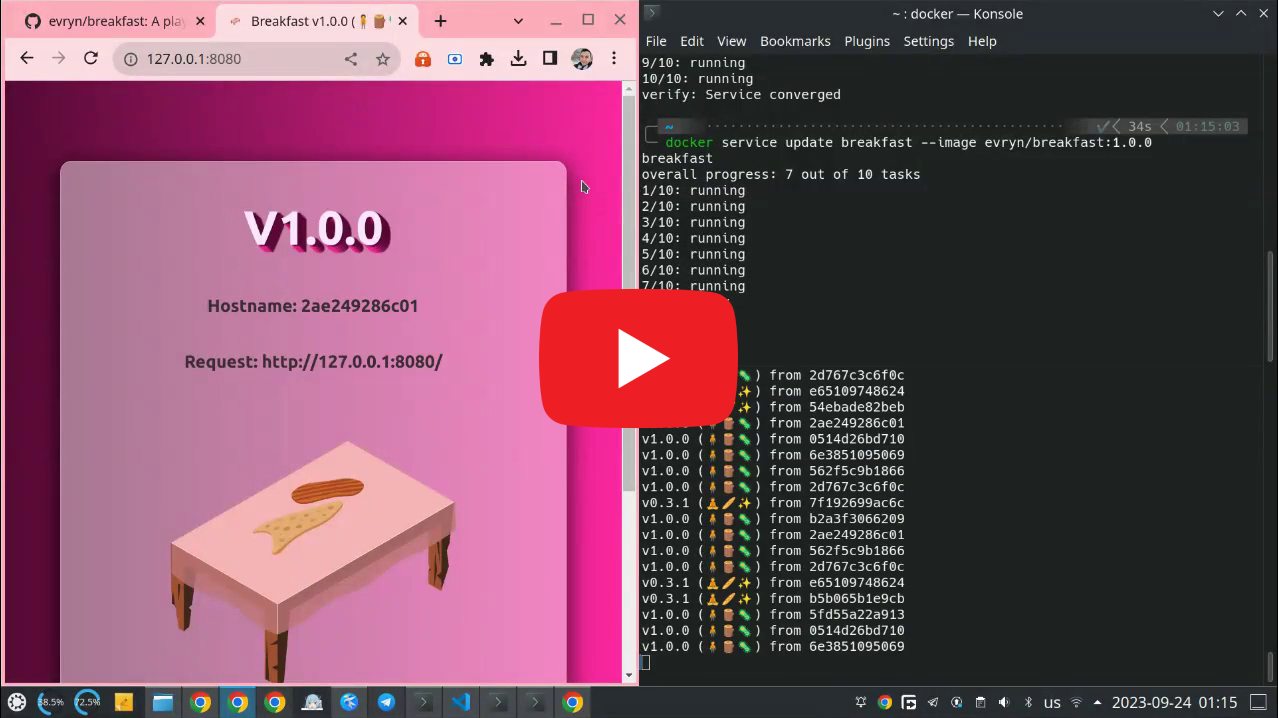 evryn/breakfast: A play
Breakfast v1.0.0 (🧍🪵
127.0.0.1:8080
V1.0.0
Hostname: 2ae249286c01
Request: http://127.0.0.1:8080/
~ : docker — Konsole
File Edit View Bookmarks Plugins Settings Help
9/10: running
10/10: running
verify: Service converged
~ 34s 01:15:03
docker service update breakfast --image evryn/breakfast:1.0.0
breakfast
overall progress: 7 out of 10 tasks
1/10: running
2/10: running
3/10: running
4/10: running
5/10: running
6/10: running
7/10: running
🦠) from 2d767c3c6f0c
✨) from e65109748624
✨) from 54ebade82beb
🦠) from 2ae249286c01
v1.0.0 (🧍🪵🦠) from 0514d26bd710
v1.0.0 (🧍🪵🦠) from 6e3851095069
v1.0.0 (🧍🪵🦠) from 562f5c9b1866
v1.0.0 (🧍🪵🦠) from 2d767c3c6f0c
v0.3.1 (🧘🥖✨) from 7f192699ac6c
v1.0.0 (🧍🪵🦠) from b2a3f3066209
v1.0.0 (🧍🪵🦠) from 2ae249286c01
v1.0.0 (🧍🪵🦠) from 562f5c9b1866
v1.0.0 (🧍🪵🦠) from 2d767c3c6f0c
v0.3.1 (🧘🥖✨) from e65109748624
v0.3.1 (🧘🥖✨) from b5b065b1e9cb
v1.0.0 (🧍🪵🦠) from 5fd55a22a913
v1.0.0 (🧍🪵🦠) from 0514d26bd710
v1.0.0 (🧍🪵🦠) from 6e3851095069
38.5% 72.5% us 2023-09-24 01:15